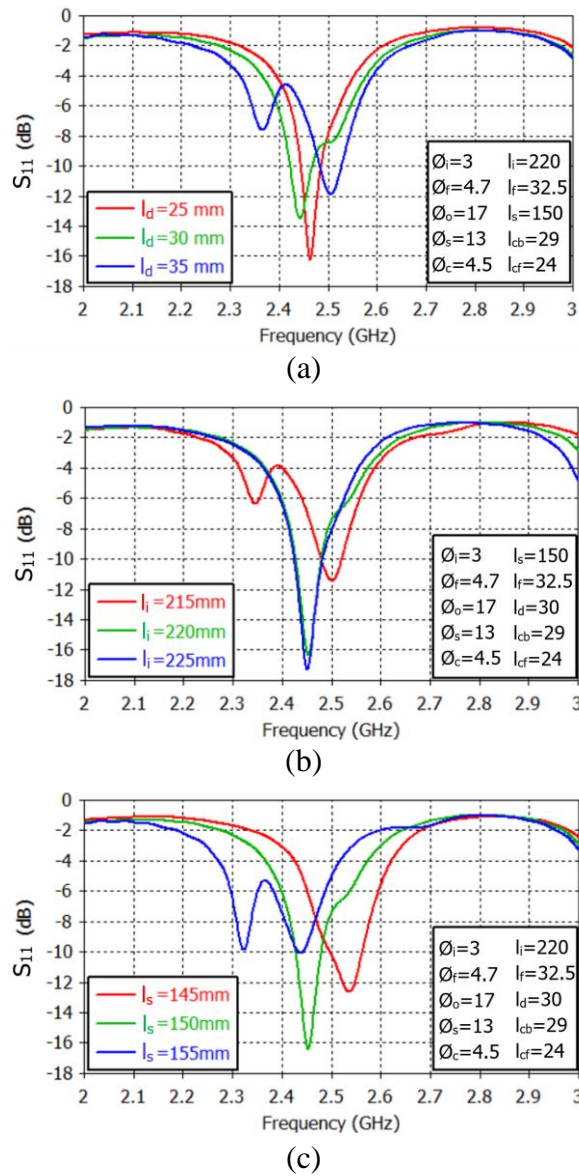 0
-2
-4
-6
-8
-10
-12
-14
-16
-18
S11 (dB)
ld=25 mm
ld=30 mm
ld=35 mm
Øi=3 li=220
Øf=4.7 lf=32.5
Øo=17 ls=150
Øs=13 lcb=29
Øc=4.5 lcf=24
2 2.1 2.2 2.3 2.4 2.5 2.6 2.7 2.8 2.9 3
Frequency (GHz)
(a)
0
-2
-4
-6
-8
-10
-12
-14
-16
-18
S11 (dB)
li=215mm
li=220mm
li=225mm
Øi=3 ls=150
Øf=4.7 lf=32.5
Øo=17 ld=30
Øs=13 lcb=29
Øc=4.5 lcf=24
2 2.1 2.2 2.3 2.4 2.5 2.6 2.7 2.8 2.9 3
Frequency (GHz)
(b)
0
-2
-4
-6
-8
-10
-12
-14
-16
-18
S11 (dB)
ls=145mm
ls=150mm
ls=155mm
Øi=3 li=220
Øf=4.7 lf=32.5
Øo=17 ld=30
Øs=13 lcb=29
Øc=4.5 lcf=24
2 2.1 2.2 2.3 2.4 2.5 2.6 2.7 2.8 2.9 3
Frequency (GHz)
(c)